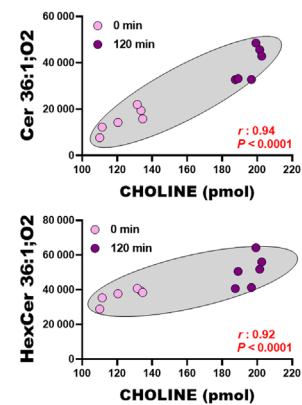 60 000
0 min
120 min
40 000
20 000
0
Cer 36:1;O2
r : 0.94
P < 0.0001
100 120 140 160 180 200 220
CHOLINE (pmol)
80 000
0 min
120 min
60 000
40 000
20 000
0
HexCer 36:1;O2
r : 0.92
P < 0.0001
100 120 140 160 180 200 220
CHOLINE (pmol)